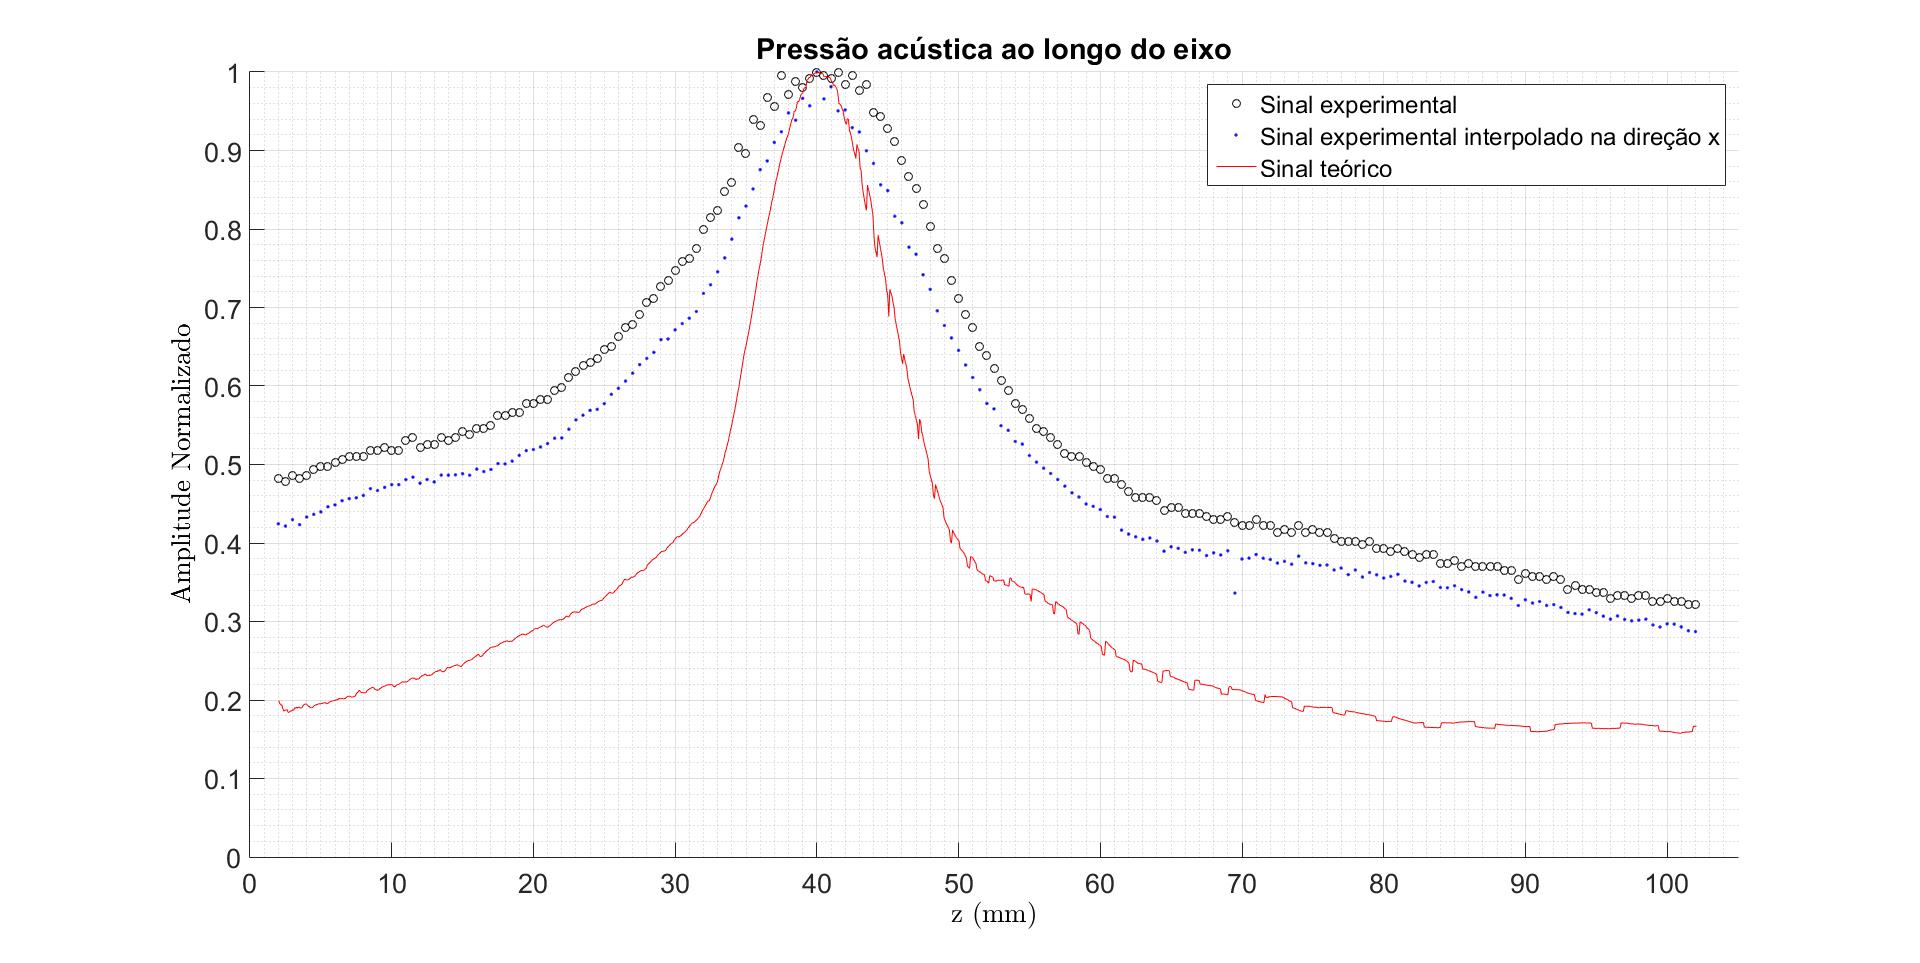 Pressão acústica ao longo do eixo
Sinal experimental
Sinal experimental interpolado na direção x
Sinal teórico
Amplitude Normalizado
1
0.9
0.8
0.7
0.6
0.5
0.4
0.3
0.2
0.1
0
0 10 20 30 40 50 60 70 80 90 100
z (mm)